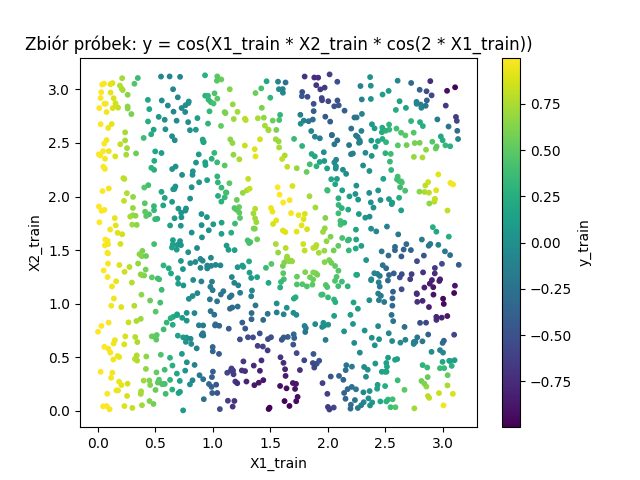 Zbiór próbek: y = cos(X1_train * X2_train * cos(2 * X1_train))
3.0
2.5
2.0
1.5
1.0
0.5
0.0
X2_train
0.0 0.5 1.0 1.5 2.0 2.5 3.0
X1_train
0.75
0.50
0.25
0.00
−0.25
−0.50
−0.75
y_train